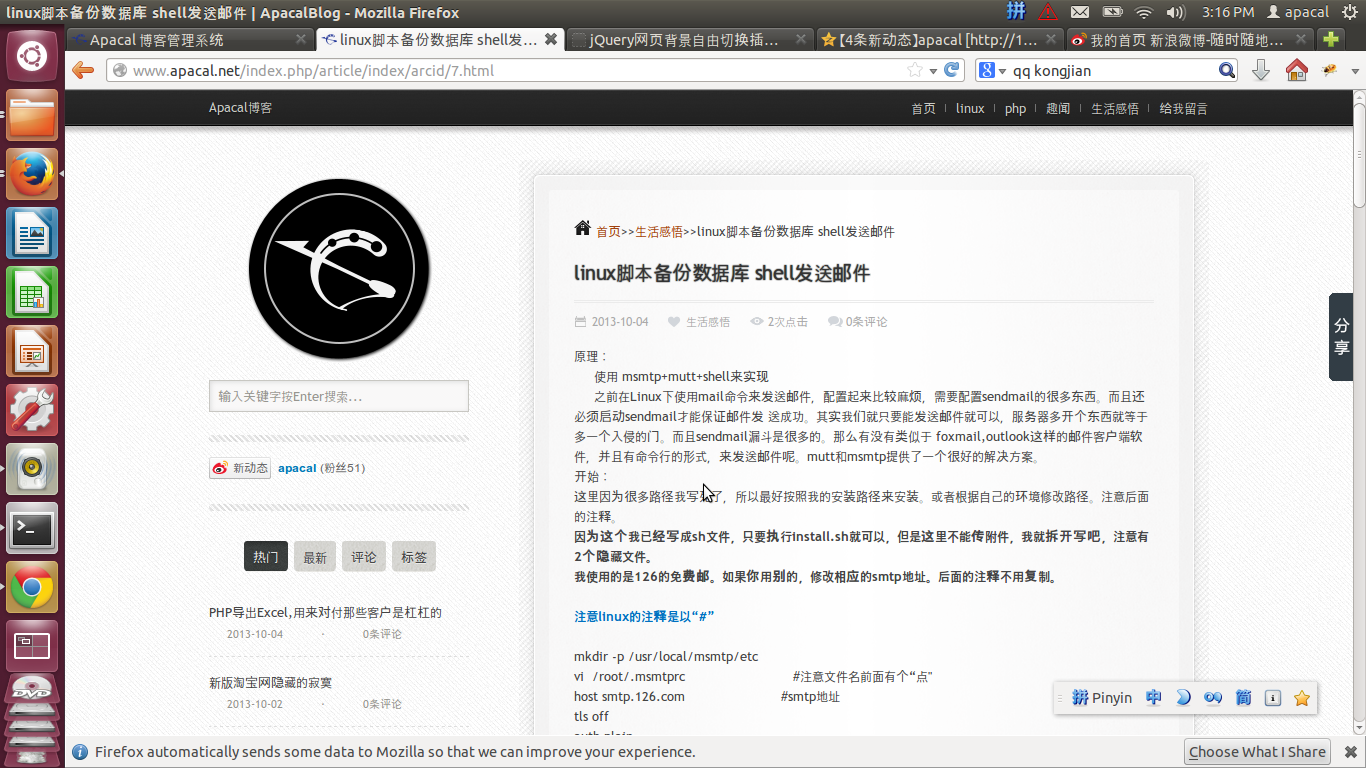 linux脚本备份数据库 shell发送邮件 | ApacalBlog - Mozilla Firefox
拼
3:16 PM
apacal
Apacal 博客管理系统
linux脚本备份数据库 shell发...
jQuery网页背景自由切换插...
【4条新动态】apacal [http://1...
我的首页 新浪微博-随时随地...
www.apacal.net/index.php/article/index/arcid/7.html
qq kongjian
Apacal博客
首页
linux
php
趣闻
生活感悟
给我留言
输入关键字按Enter搜索...
新动态
apacal (粉丝51)
热门
最新
评论
标签
PHP导出Excel,用来对付那些客户是杠杠的
2013-10-04 · 0条评论
新版淘宝网隐藏的寂寞
2013-10-02 · 0条评论
首页>>生活感悟>>linux脚本备份数据库 shell发送邮件
linux脚本备份数据库 shell发送邮件
2013-10-04
生活感悟
2次点击
0条评论
原理：
使用 msmtp+mutt+shell来实现
之前在Linux下使用mail命令来发送邮件，配置起来比较麻烦，需要配置sendmail的很多东西。而且还
必须启动sendmail才能保证邮件发 送成功。其实我们就只要能发送邮件就可以，服务器多开个东西就等于
多一个入侵的门。而且sendmail漏斗是很多的。那么有没有类似于 foxmail,outlook这样的邮件客户端软
件，并且有命令行的形式，来发送邮件呢。mutt和msmtp提供了一个很好的解决方案。
开始：
这里因为很多路径我写了，所以最好按照我的安装路径来安装。或者根据自己的环境修改路径。注意后面
的注释。
因为这个我已经写成sh文件，只要执行install.sh就可以，但是这里不能传附件，我就拆开写吧，注意有
2个隐藏文件。
我使用的是126的免费邮。如果你用别的，修改相应的smtp地址。后面的注释不用复制。
注意linux的注释是以“#”
mkdir -p /usr/local/msmtp/etc
vi /root/.msmtprc #注意文件名前面有个“点”
host smtp.126.com #smtp地址
tls off
分
享
拼 Pinyin 中 简
Firefox automatically sends some data to Mozilla so that we can improve your experience.
Choose What I Share